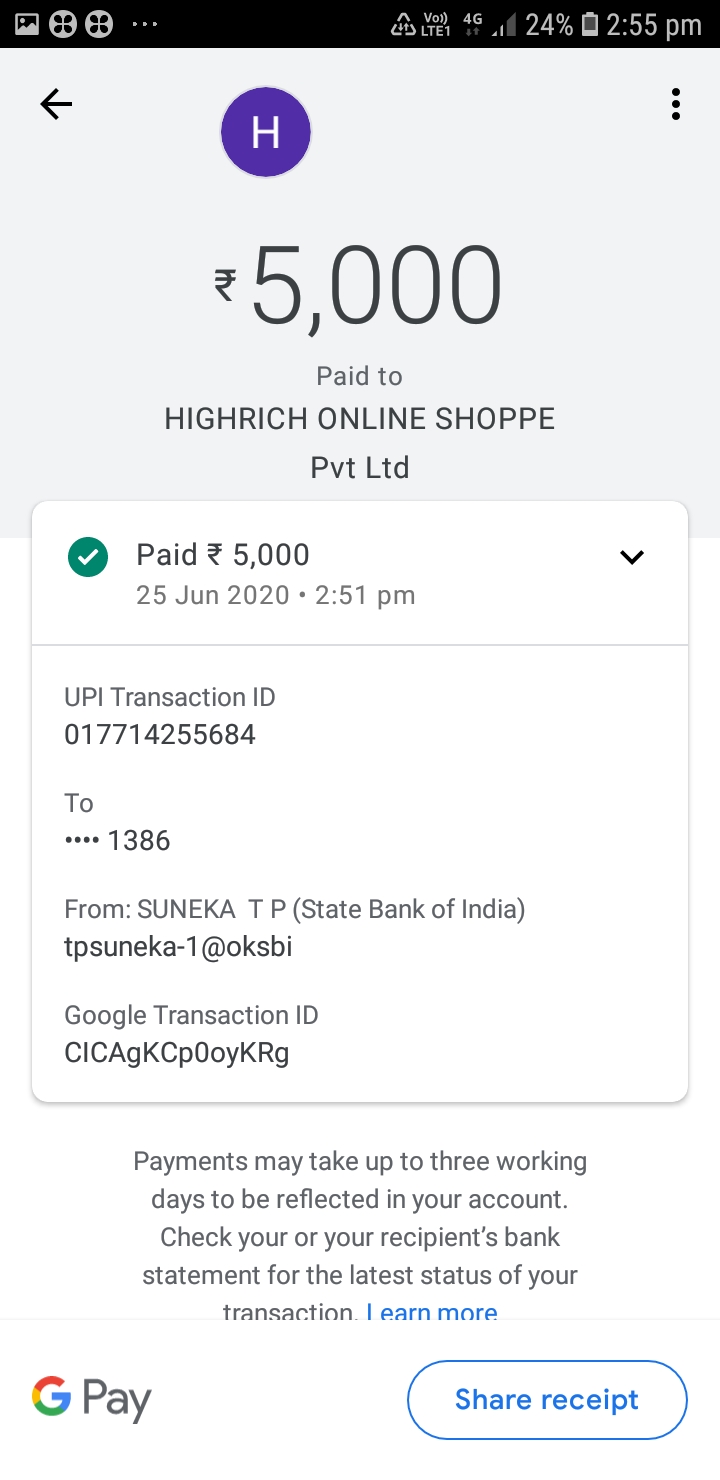 Vo)) LTE1 4G 24% 2:55 pm
H
₹5,000
Paid to
HIGHRICH ONLINE SHOPPE
Pvt Ltd
Paid ₹ 5,000
25 Jun 2020 • 2:51 pm
UPI Transaction ID
017714255684
To
•••• 1386
From: SUNEKA T P (State Bank of India)
tpsuneka-1@oksbi
Google Transaction ID
CICAgKCp0oyKRg
Payments may take up to three working
days to be reflected in your account.
Check your or your recipient’s bank
statement for the latest status of your
transaction. Learn more
G Pay
Share receipt